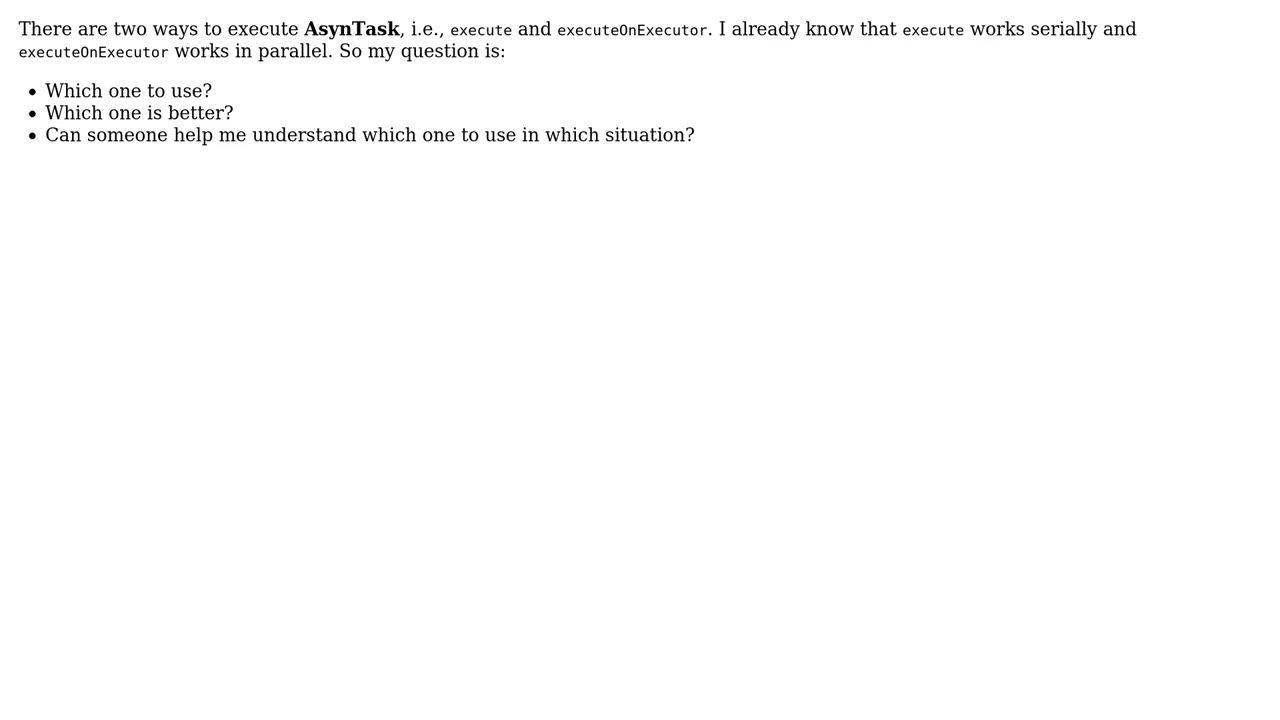 There are two ways to execute AsynTask, i.e., execute and executeOnExecutor. I already know that execute works serially and
executeOnExecutor works in parallel. So my question is:
• Which one to use?
• Which one is better?
• Can someone help me understand which one to use in which situation?